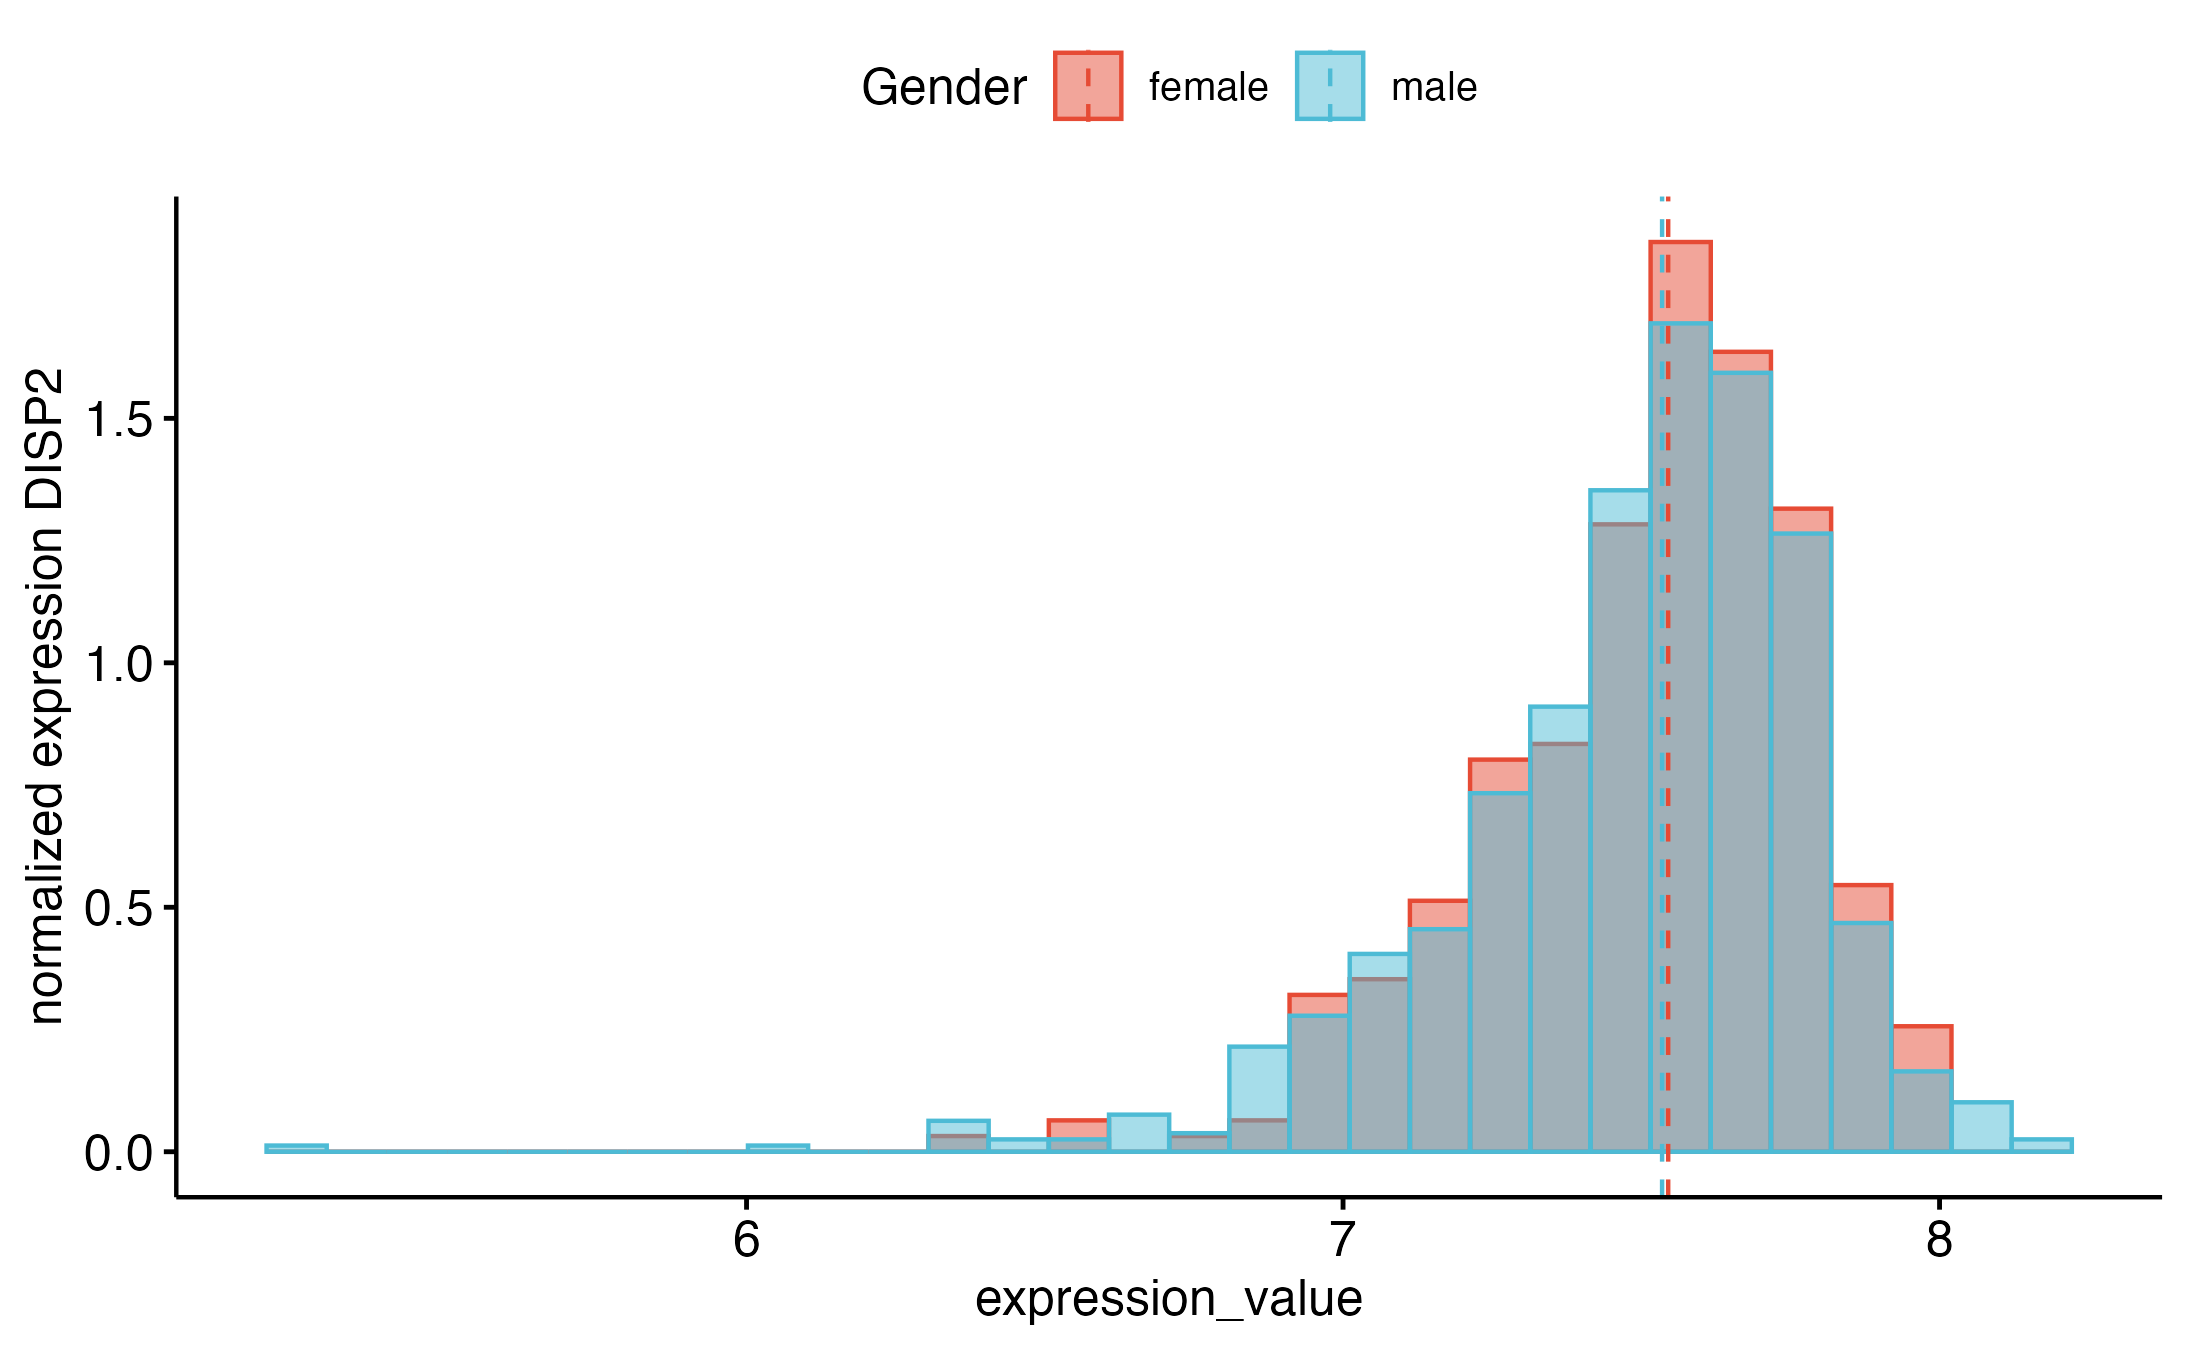 Gender female male
normalized expression DISP2
1.5
1.0
0.5
0.0
6 7 8
expression_value